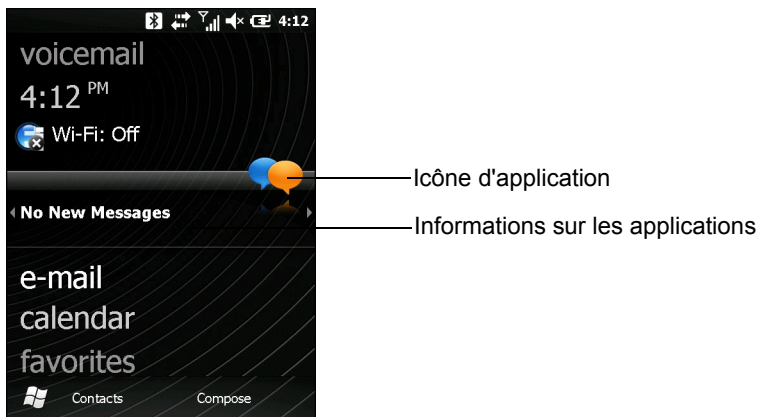 4:12
voicemail
4:12 PM
Wi-Fi: Off
Icône d'application
No New Messages
Informations sur les applications
e-mail
calendar
favorites
Contacts Compose